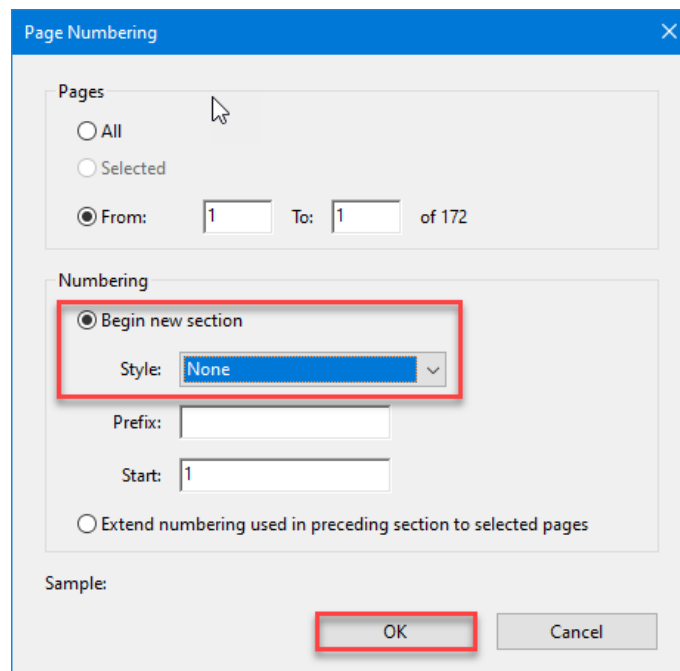 Page Numbering
Pages
All
Selected
From: 1 To: 1 of 172
Numbering
Begin new section
Style: None
Prefix:
Start: 1
Extend numbering used in preceding section to selected pages
Sample:
OK Cancel